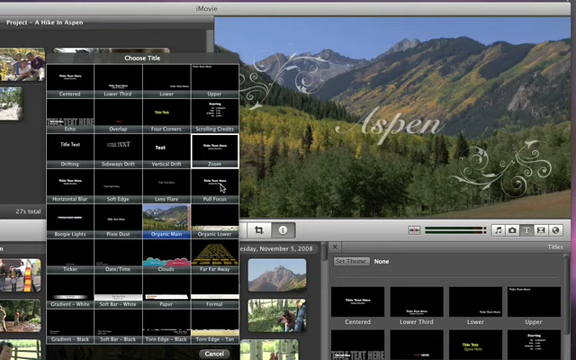 iMovie
Project - A Hike In Aspen
Choose Title
Centered
Lower Third
Lower
Upper
Echo
Overlap
Four Corners
Scrolling Credits
Title Text
Text
Drifting
Sideways Drift
Vertical Drift
Zoom
Horizontal Blur
Soft Edge
Lens Flare
Pull Focus
Boogie Lights
Pixie Dust
Organic Main
Organic Lower
Ticker
Date/Time
Clouds
Far Far Away
Gradient - White
Soft Bar - White
Paper
Formal
Gradient - Black
Soft Bar - Black
Torn Edge - Black
Torn Edge - Tan
Cancel
27s total
Aspen
day, November 5, 2008
Titles
Set Theme: None
Centered
Lower Third
Lower
Upper